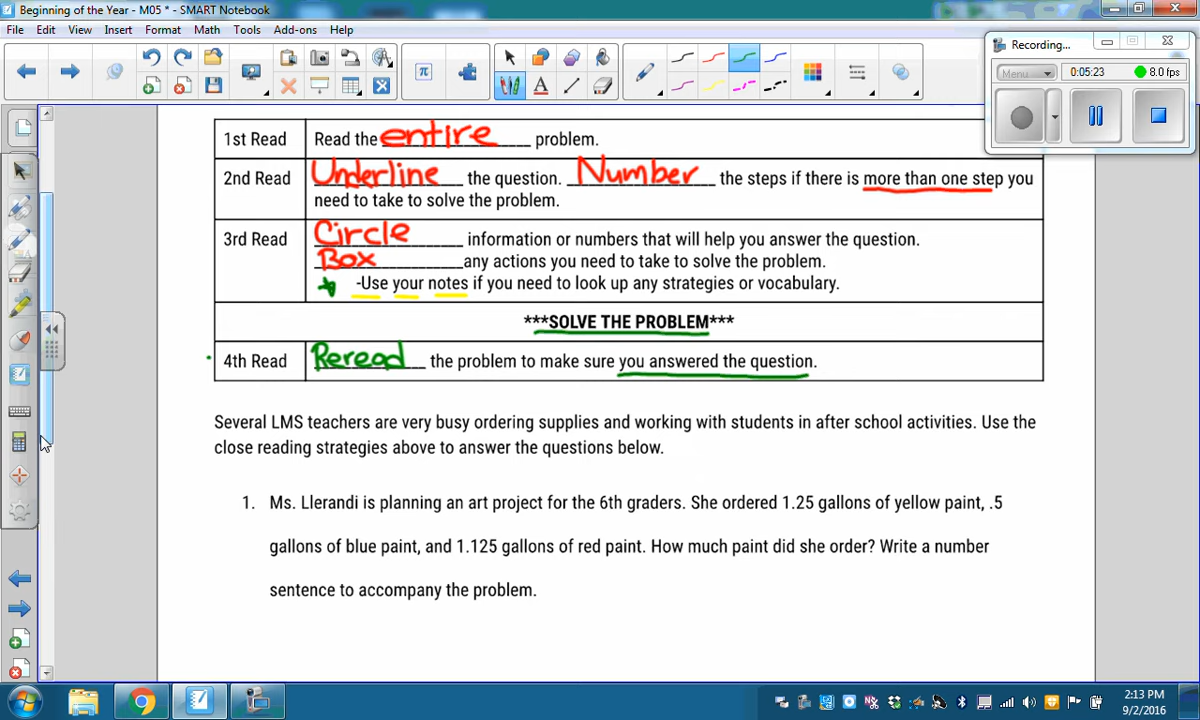 Beginning of the Year - M05 * - SMART Notebook
File Edit View Insert Format Math Tools Add-ons Help
Recording...
Menu 0:05:23 8.0 fps
1st Read Read the entire problem.
2nd Read Underline the question. Number the steps if there is more than one step you
need to take to solve the problem.
3rd Read Circle information or numbers that will help you answer the question.
Box any actions you need to take to solve the problem.
-Use your notes if you need to look up any strategies or vocabulary.
***SOLVE THE PROBLEM***
4th Read Reread the problem to make sure you answered the question.
Several LMS teachers are very busy ordering supplies and working with students in after school activities. Use the
close reading strategies above to answer the questions below.
1. Ms. Llerandi is planning an art project for the 6th graders. She ordered 1.25 gallons of yellow paint, .5
gallons of blue paint, and 1.125 gallons of red paint. How much paint did she order? Write a number
sentence to accompany the problem.
2:13 PM
9/2/2016